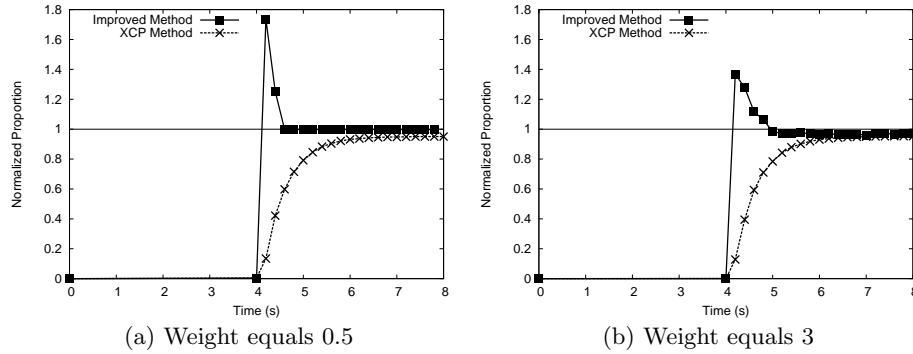 Improved Method
XCP Method
Normalized Proportion
1.8
1.6
1.4
1.2
1
0.8
0.6
0.4
0.2
0
0 1 2 3 4 5 6 7 8
Time (s)
(a) Weight equals 0.5
Improved Method
XCP Method
Normalized Proportion
1.8
1.6
1.4
1.2
1
0.8
0.6
0.4
0.2
0
0 1 2 3 4 5 6 7 8
Time (s)
(b) Weight equals 3